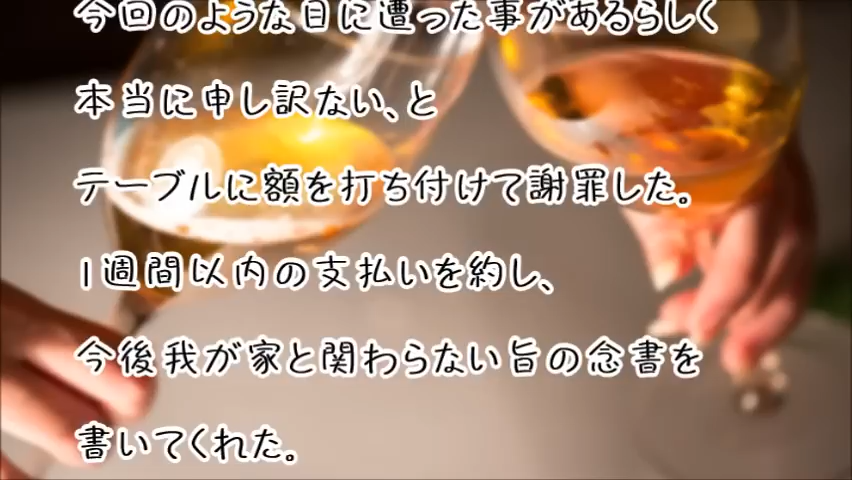 今回のような目に遭った事があるらしく
本当に申し訳ない、と
テーブルに額を打ち付けて謝罪した。
1週間以内の支払いを約し、
今後我が家と関わらない旨の念書を
書いてくれた。